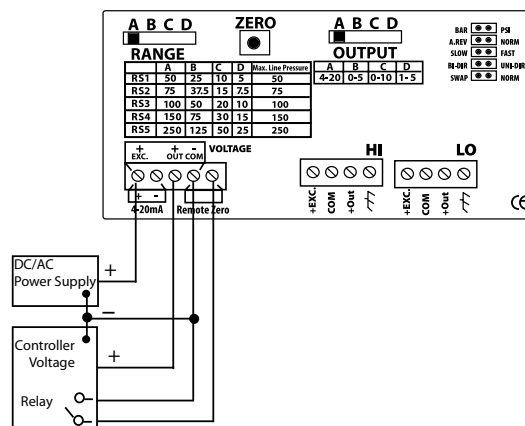 A B C D
ZERO
A B C D
RANGE
OUTPUT
A B C D Max. Line Pressure
RS1 50 25 10 5 50
RS2 75 37.5 15 7.5 75
RS3 100 50 20 10 100
RS4 150 75 30 15 150
RS5 250 125 50 25 250
A B C D
4-20 0-5 0-10 1-5
BAR PSI
A.REV NORM
SLOW FAST
BI-DIR UNI-DIR
SWAP NORM
+ + - VOLTAGE
EXC. OUT COM
+ -
4-20mA Remote Zero
HI
+EXC. COM +Out
LO
+EXC. COM +Out
CE
DC/AC
Power Supply
+
−
Controller
Voltage
+
Relay